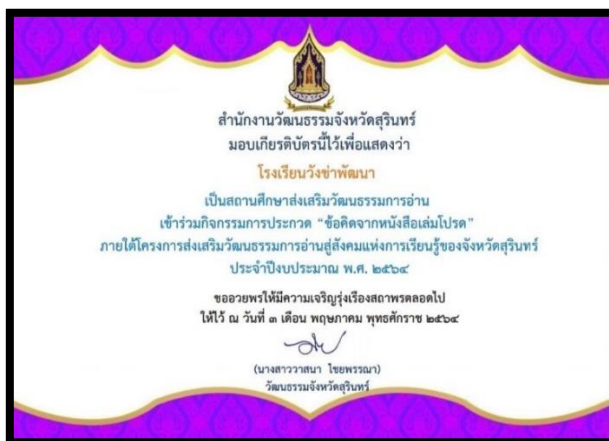 สำนักงานวัฒนธรรมจังหวัดสุรินทร์
มอบเกียรติบัตรนี้ไว้เพื่อแสดงว่า
โรงเรียนวังข่าพัฒนา
เป็นสถานศึกษาส่งเสริมวัฒนธรรมการอ่าน
เข้าร่วมกิจกรรมการประกวด "ข้อคิดจากหนังสือเล่มโปรด"
ภายใต้โครงการส่งเสริมวัฒนธรรมการอ่านสู่สังคมแห่งการเรียนรู้ของจังหวัดสุรินทร์
ประจำปีงบประมาณ พ.ศ. ๒๕๖๔
ขออวยพรให้มีความเจริญรุ่งเรืองสถาพรตลอดไป
ให้ไว้ ณ วันที่ ๓ เดือน พฤษภาคม พุทธศักราช ๒๕๖๔
(นางสาววาสนา ไชยพรรณา)
วัฒนธรรมจังหวัดสุรินทร์